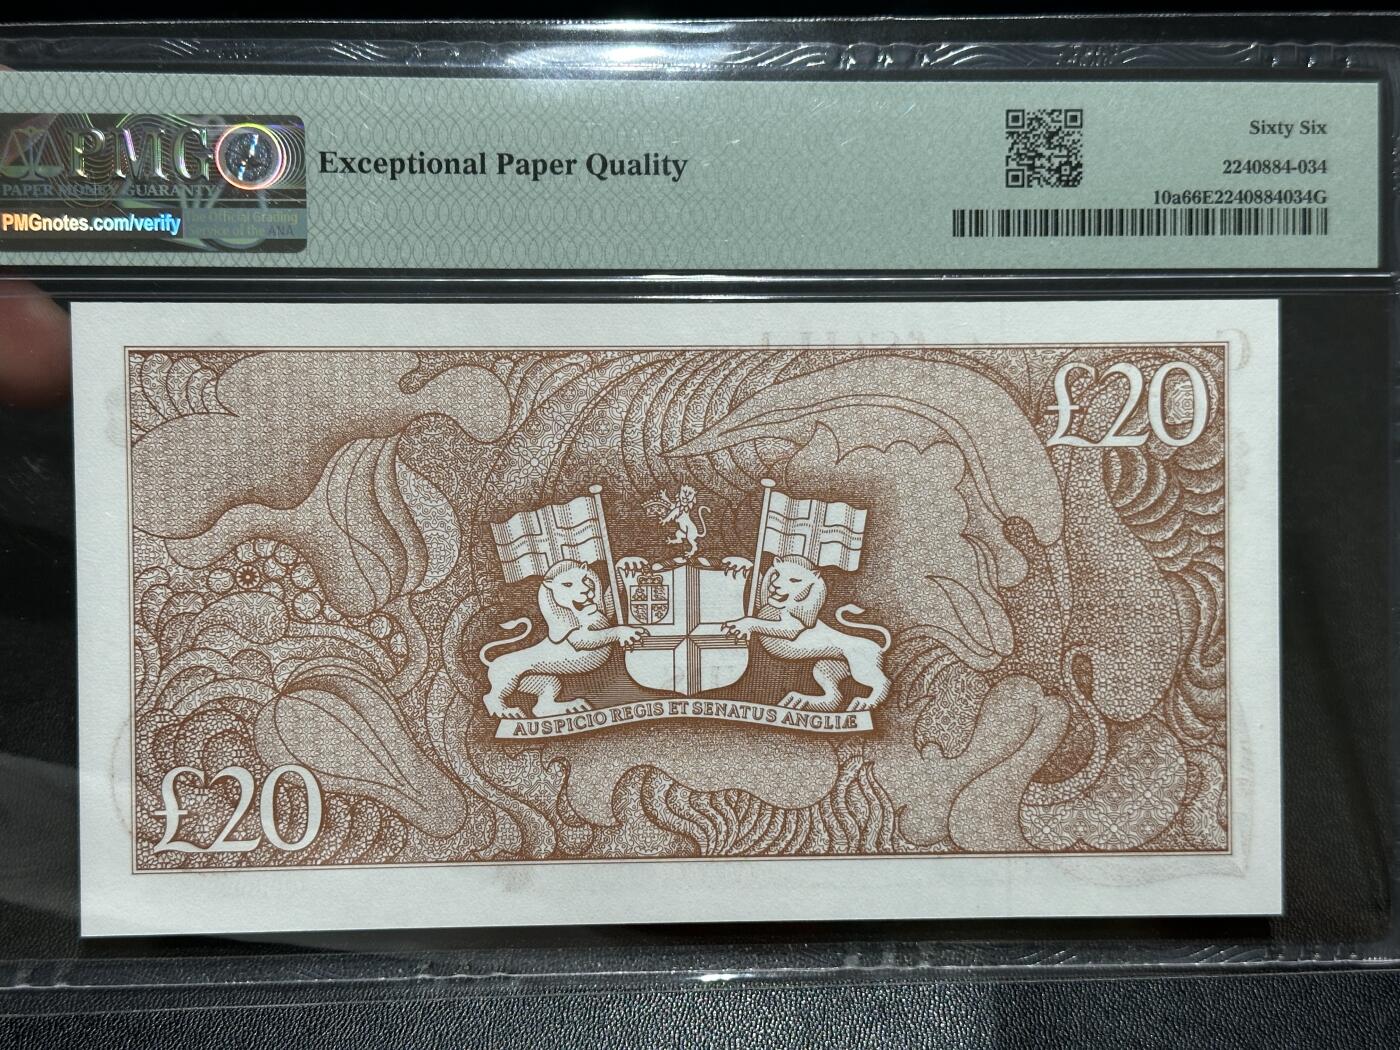 PMG
PAPER MONEY GUARANTY
PMGnotes.com/verify
The Official Grading
Service of the ANA
Exceptional Paper Quality
Sixty Six
2240884-034
10a66E2240884034G
£20
AUSPICIO REGIS ET SENATUS ANGLIÆ
£20